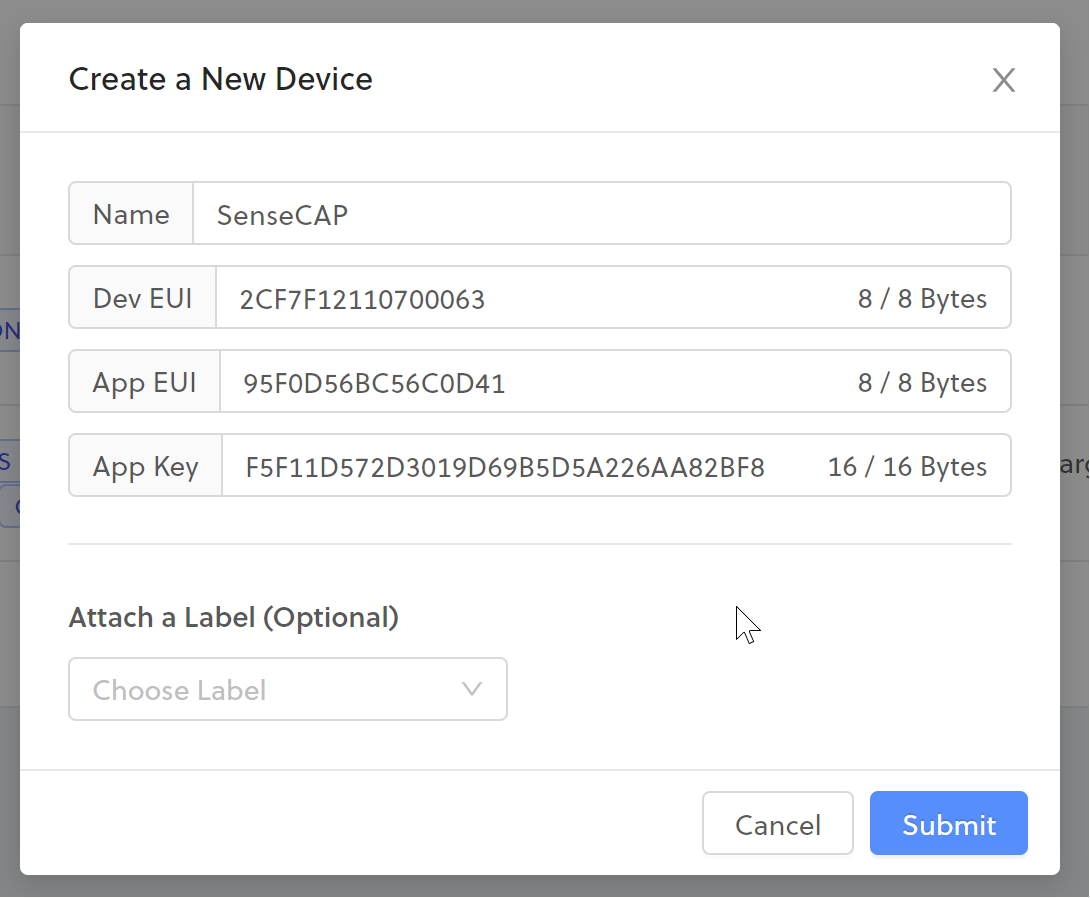 Create a New Device
Name SenseCAP
Dev EUI 2CF7F12110700063 8 / 8 Bytes
App EUI 95F0D56BC56C0D41 8 / 8 Bytes
App Key F5F11D572D3019D69B5D5A226AA82BF8 16 / 16 Bytes
Attach a Label (Optional)
Choose Label
Cancel Submit